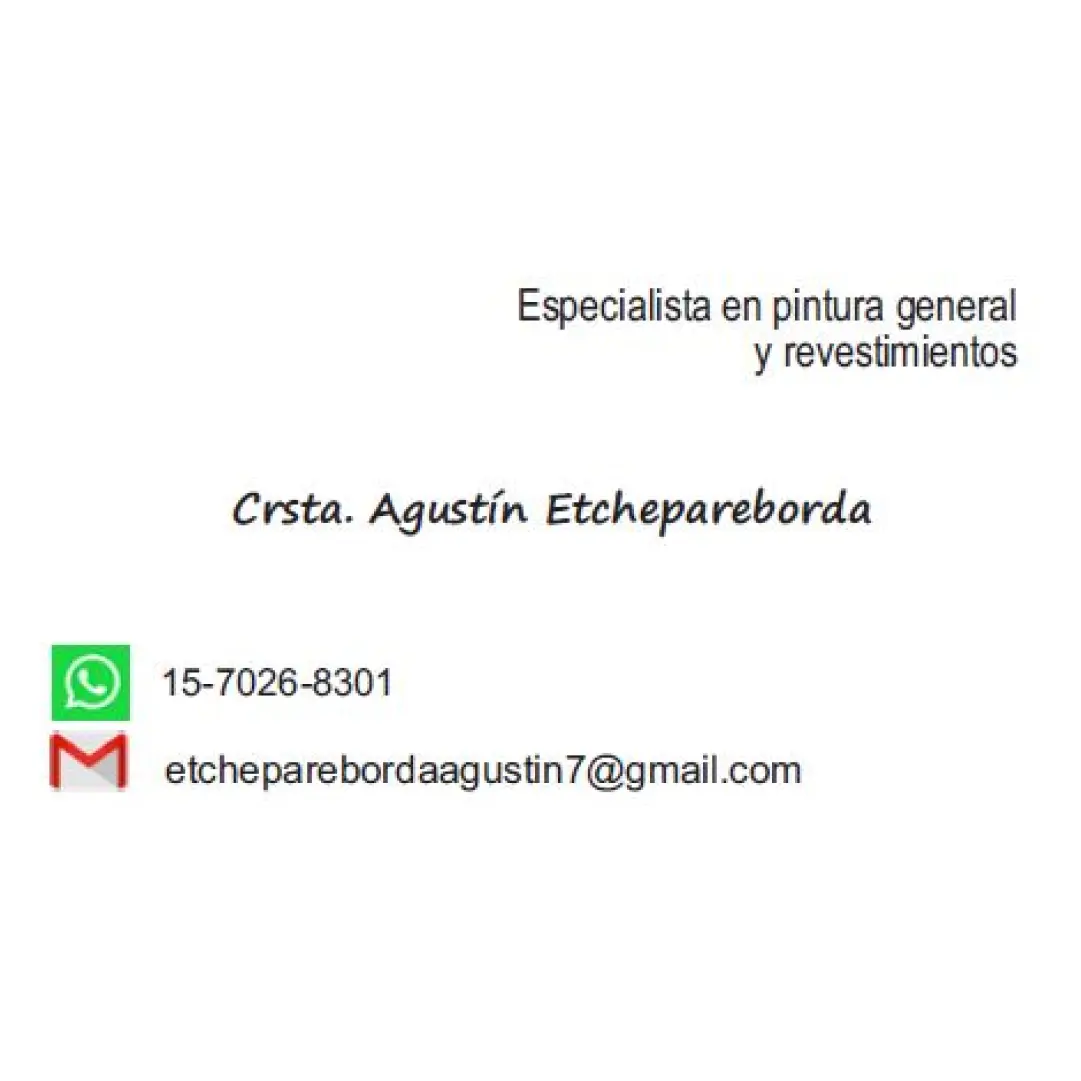 Especialista en pintura general
y revestimientos
Crsta. Agustín Etchepareborda
15-7026-8301
etcheparebordaagustin7@gmail.com